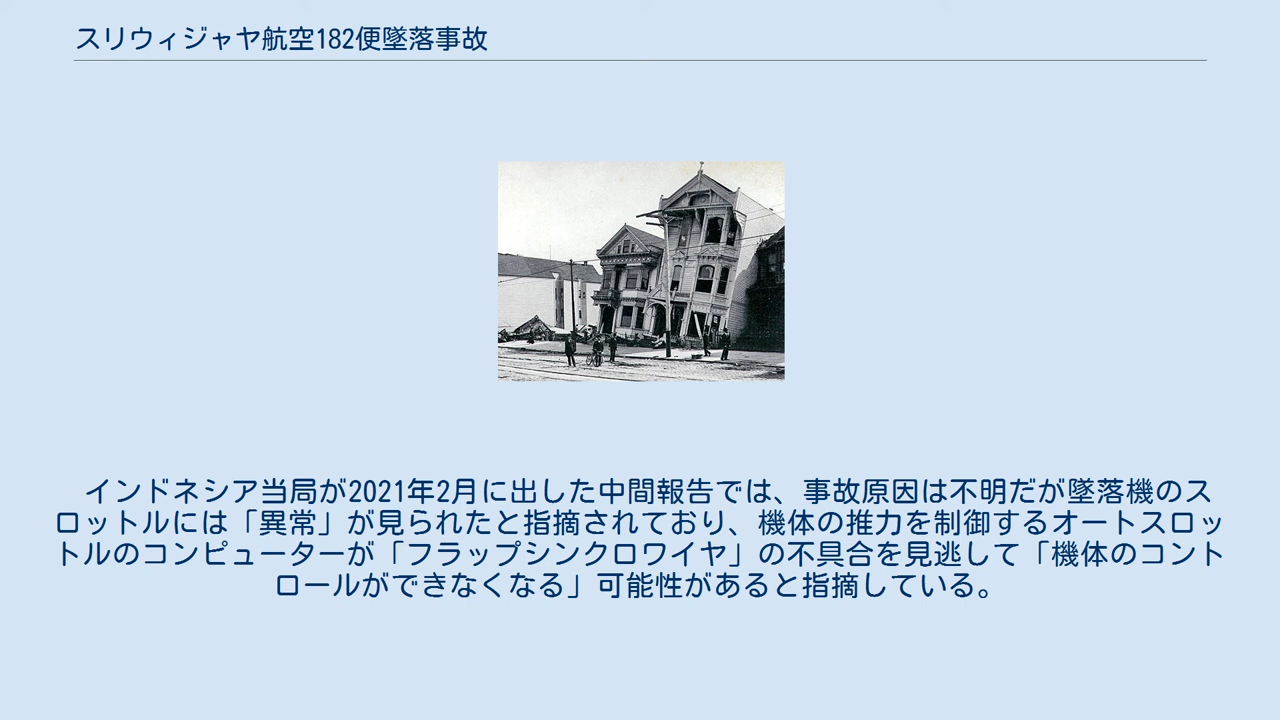 スリウィジャヤ航空182便墜落事故
インドネシア当局が2021年2月に出した中間報告では、事故原因は不明だが墜落機のス
ロットルには「異常」が見られたと指摘されており、機体の推力を制御するオートスロッ
トルのコンピューターが「フラップシンクロワイヤ」の不具合を見逃して「機体のコント
ロールができなくなる」可能性があると指摘している。